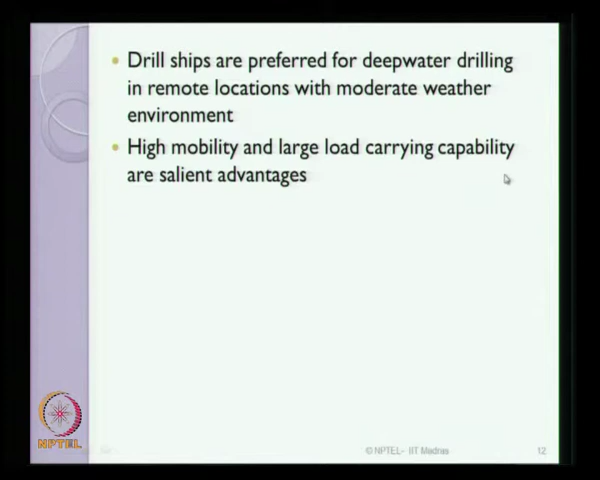 Drill ships are preferred for deepwater drilling
in remote locations with moderate weather
environment
High mobility and large load carrying capability
are salient advantages
NPTEL
© NPTEL- IIT Madras
12